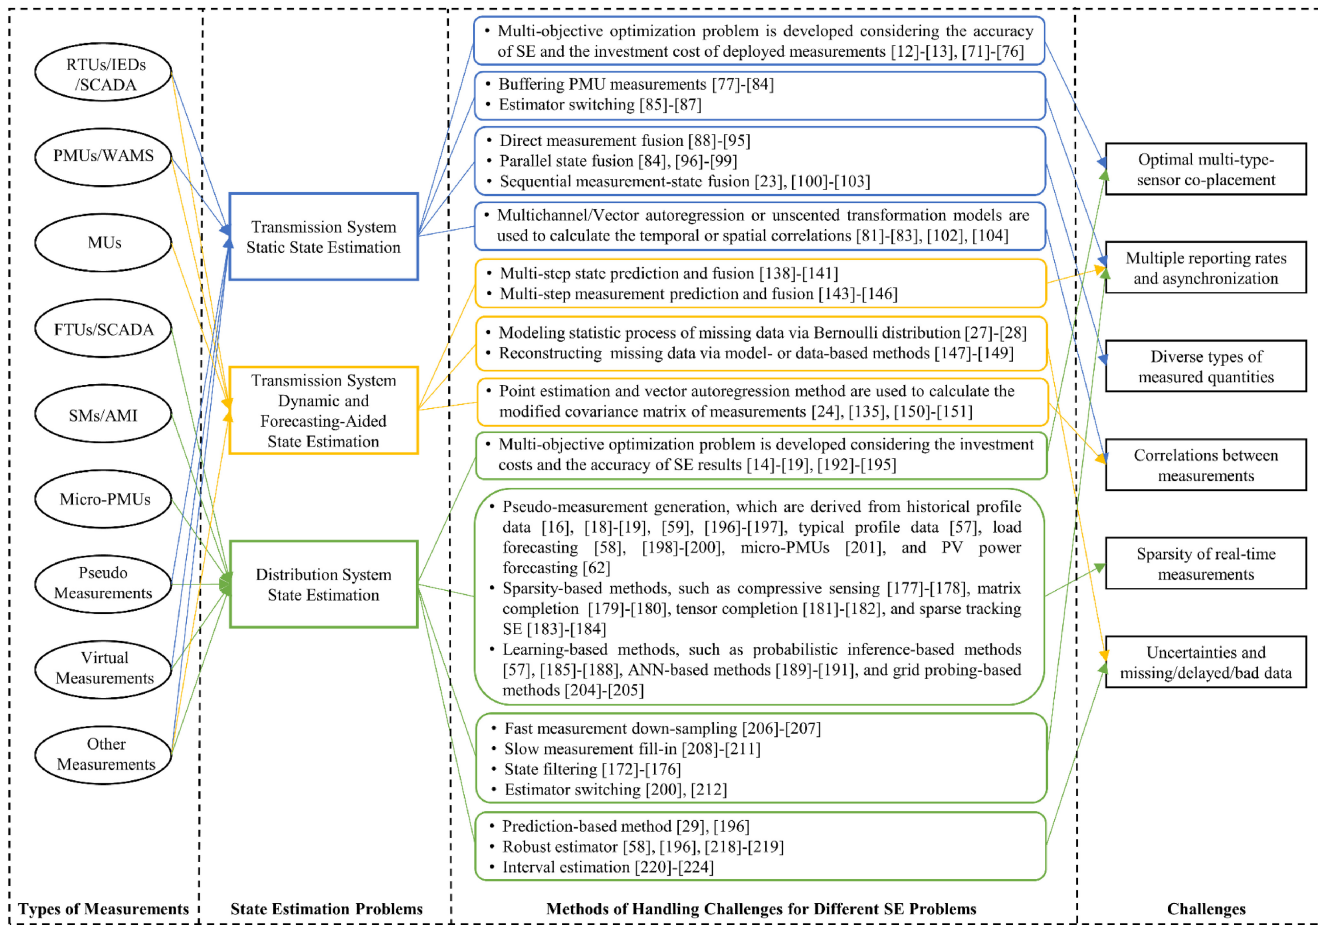 RTUs/IEDs
/SCADA
PMUs/WAMS
MUs
FTUs/SCADA
SMs/AMI
Micro-PMUs
Pseudo
Measurements
Virtual
Measurements
Other
Measurements
Types of Measurements
Transmission System
Static State Estimation
Transmission System
Dynamic and
Forecasting-Aided
State Estimation
Distribution System
State Estimation
State Estimation Problems
• Multi-objective optimization problem is developed considering the accuracy
of SE and the investment cost of deployed measurements [12]-[13], [71]-[76]
• Buffering PMU measurements [77]-[84]
• Estimator switching [85]-[87]
• Direct measurement fusion [88]-[95]
• Parallel state fusion [84], [96]-[99]
• Sequential measurement-state fusion [23], [100]-[103]
• Multichannel/Vector autoregression or unscented transformation models are
used to calculate the temporal or spatial correlations [81]-[83], [102], [104]
• Multi-step state prediction and fusion [138]-[141]
• Multi-step measurement prediction and fusion [143]-[146]
• Modeling statistic process of missing data via Bernoulli distribution [27]-[28]
• Reconstructing missing data via model- or data-based methods [147]-[149]
• Point estimation and vector autoregression method are used to calculate the
modified covariance matrix of measurements [24], [135], [150]-[151]
• Multi-objective optimization problem is developed considering the investment
costs and the accuracy of SE results [14]-[19], [192]-[195]
• Pseudo-measurement generation, which are derived from historical profile
data [16], [18]-[19], [59], [196]-[197], typical profile data [57], load
forecasting [58], [198]-[200], micro-PMUs [201], and PV power
forecasting [62]
• Sparsity-based methods, such as compressive sensing [177]-[178], matrix
completion [179]-[180], tensor completion [181]-[182], and sparse tracking
SE [183]-[184]
• Learning-based methods, such as probabilistic inference-based methods
[57], [185]-[188], ANN-based methods [189]-[191], and grid probing-based
methods [204]-[205]
• Fast measurement down-sampling [206]-[207]
• Slow measurement fill-in [208]-[211]
• State filtering [172]-[176]
• Estimator switching [200], [212]
• Prediction-based method [29], [196]
• Robust estimator [58], [196], [218]-[219]
• Interval estimation [220]-[224]
Methods of Handling Challenges for Different SE Problems
Optimal multi-type-
sensor co-placement
Multiple reporting rates
and asynchronization
Diverse types of
measured quantities
Correlations between
measurements
Sparsity of real-time
measurements
Uncertainties and
missing/delayed/bad data
Challenges